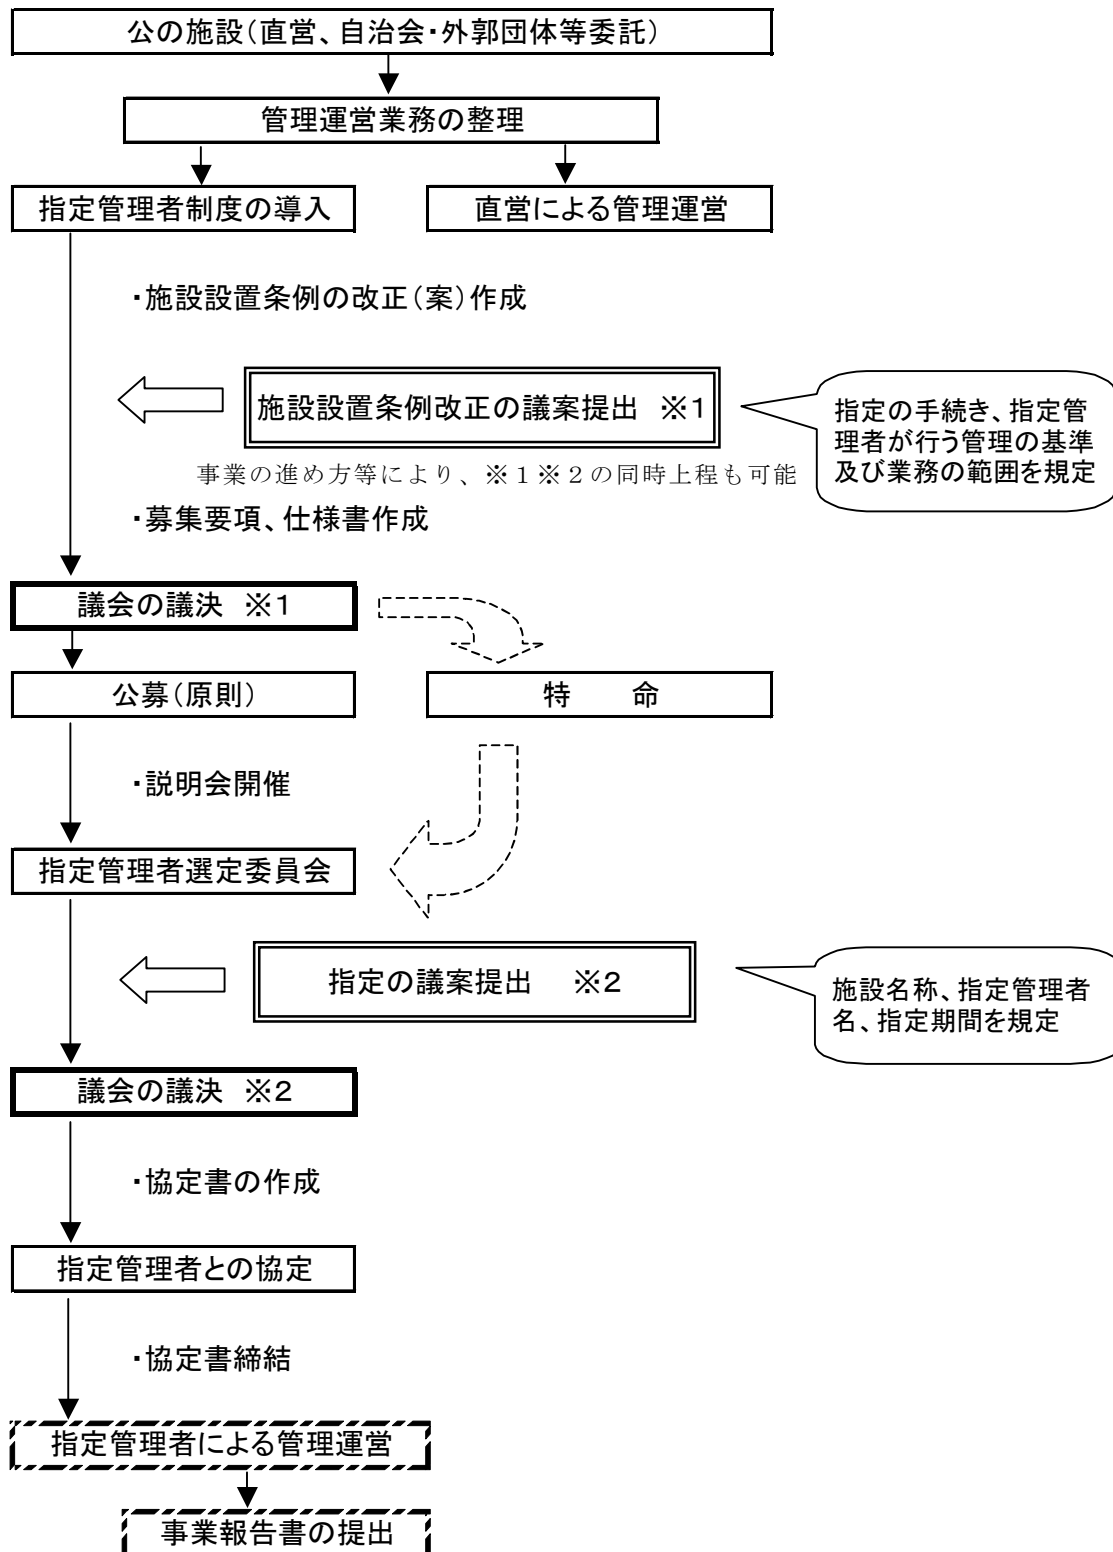 公の施設(直営、自治会・外郭団体等委託)
管理運営業務の整理
指定管理者制度の導入
直営による管理運営
・施設設置条例の改正(案)作成
施設設置条例改正の議案提出 ※1
指定の手続き、指定管
理者が行う管理の基準
及び業務の範囲を規定
事業の進め方等により、※1※2の同時上程も可能
・募集要項、仕様書作成
議会の議決 ※1
公募(原則)
特 命
・説明会開催
指定管理者選定委員会
指定の議案提出 ※2
施設名称、指定管理者
名、指定期間を規定
議会の議決 ※2
・協定書の作成
指定管理者との協定
・協定書締結
指定管理者による管理運営
事業報告書の提出